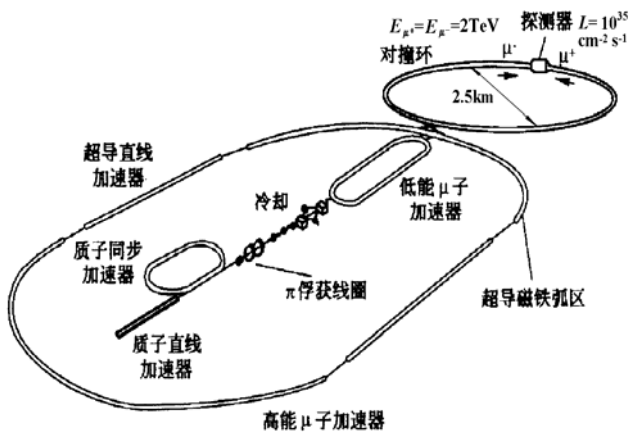 E_μ⁺=E_μ⁻=2TeV
对撞环
探测器
L=10³⁵
cm⁻² s⁻¹
μ⁻
μ⁺
2.5km
超导直线
加速器
冷却
低能μ子
加速器
质子同步
加速器
π俘获线圈
超导磁铁弧区
质子直线
加速器
高能μ子加速器